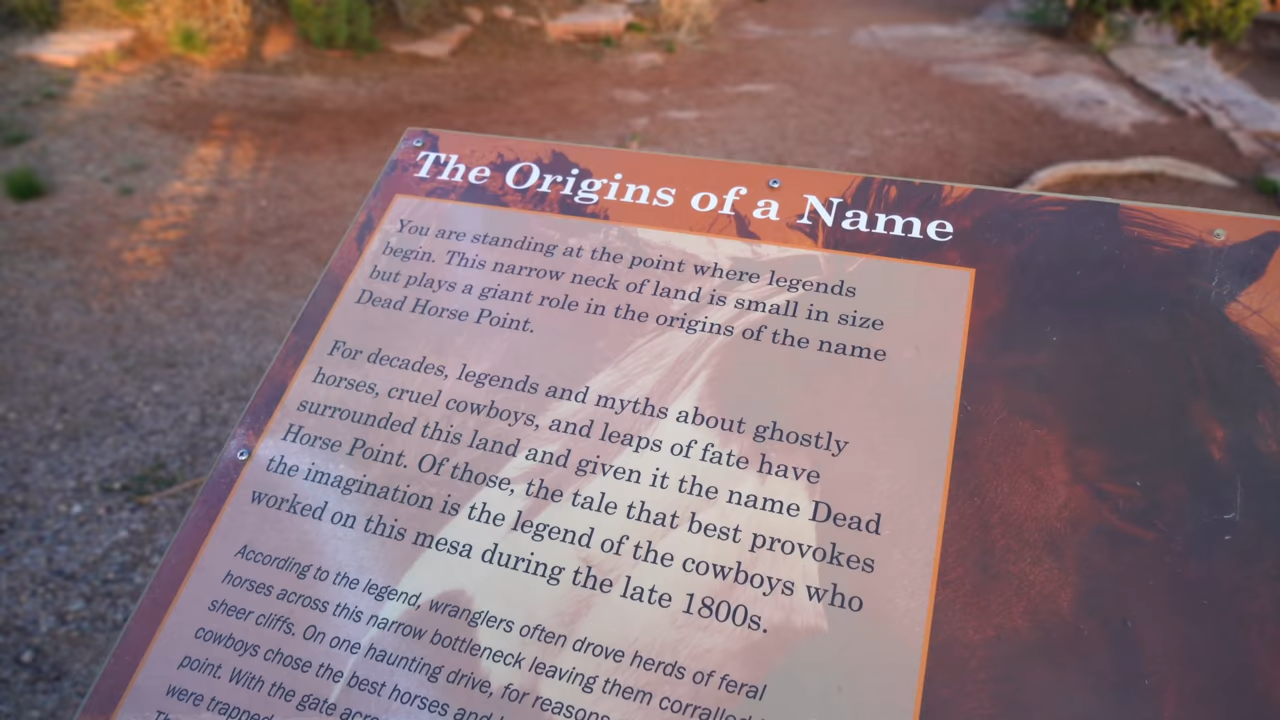 The Origins of a Name
You are standing at the point where legends
begin. This narrow neck of land is small in size
but plays a giant role in the origins of the name
Dead Horse Point.
For decades, legends and myths about ghostly
horses, cruel cowboys, and leaps of fate have
surrounded this land and given it the name Dead
Horse Point. Of those, the tale that best provokes
the imagination is the legend of the cowboys who
worked on this mesa during the late 1800s.
According to the legend, wranglers often drove herds of feral
horses across this narrow bottleneck leaving them corralled
sheer cliffs. On one haunting drive, for reasons
cowboys chose the best horses and
point. With the gate
were trapped